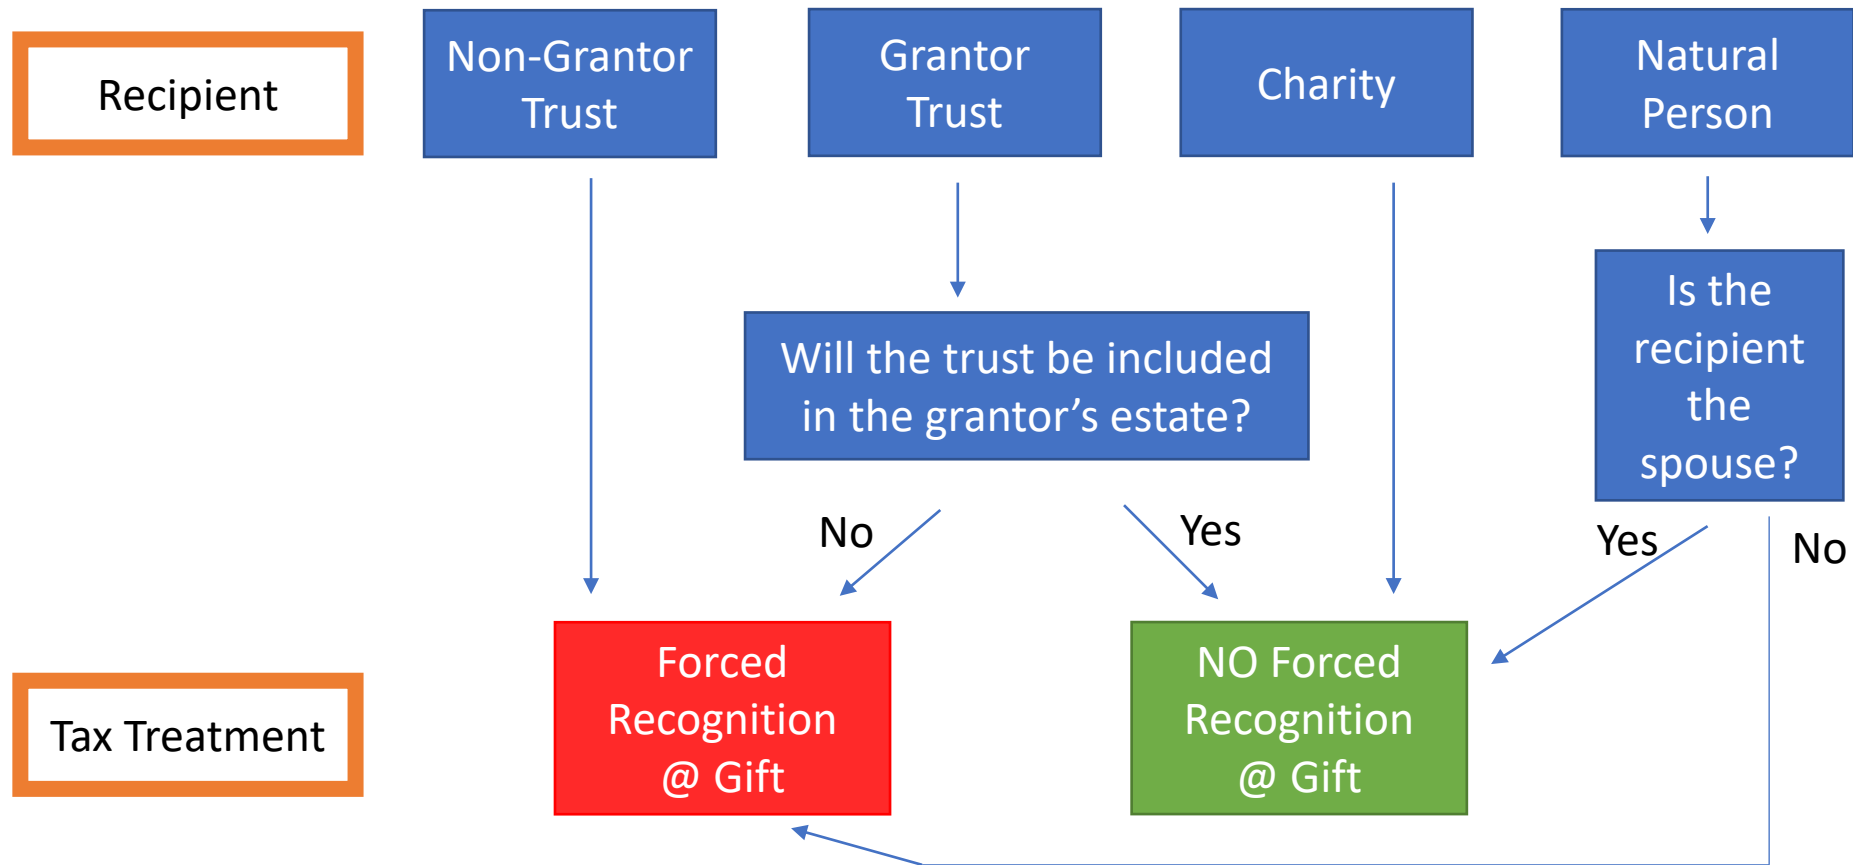 Recipient
Non-Grantor
Trust
Grantor
Trust
Charity
Natural
Person
Will the trust be included
in the grantor’s estate?
Is the
recipient
the
spouse?
No
Yes
Yes
No
Tax Treatment
Forced
Recognition
@ Gift
NO Forced
Recognition
@ Gift